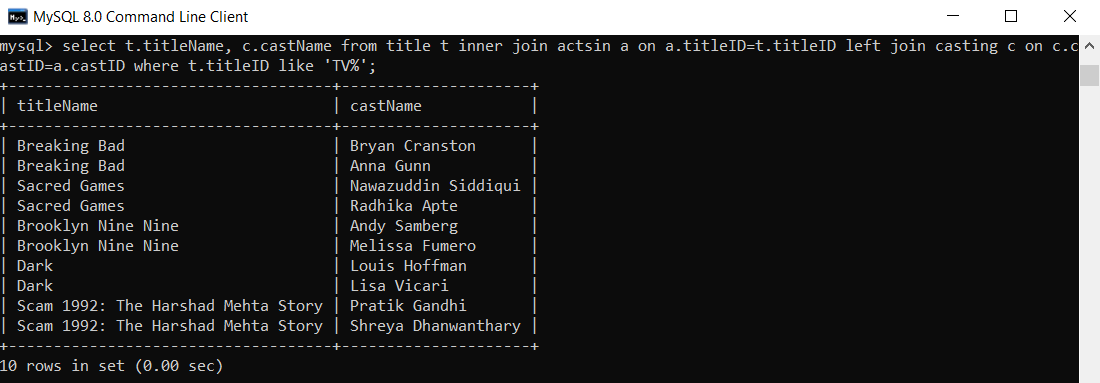 MySQL 8.0 Command Line Client
mysql> select t.titleName, c.castName from title t inner join actsin a on a.titleID=t.titleID left join casting c on c.c
astID=a.castID where t.titleID like 'TV%';
+-----------------------------------+---------------------+
| titleName                         | castName            |
+-----------------------------------+---------------------+
| Breaking Bad                      | Bryan Cranston      |
| Breaking Bad                      | Anna Gunn           |
| Sacred Games                      | Nawazuddin Siddiqui |
| Sacred Games                      | Radhika Apte        |
| Brooklyn Nine Nine                | Andy Samberg        |
| Brooklyn Nine Nine                | Melissa Fumero      |
| Dark                              | Louis Hoffman       |
| Dark                              | Lisa Vicari         |
| Scam 1992: The Harshad Mehta Story | Pratik Gandhi       |
| Scam 1992: The Harshad Mehta Story | Shreya Dhanwanthary |
+-----------------------------------+---------------------+
10 rows in set (0.00 sec)